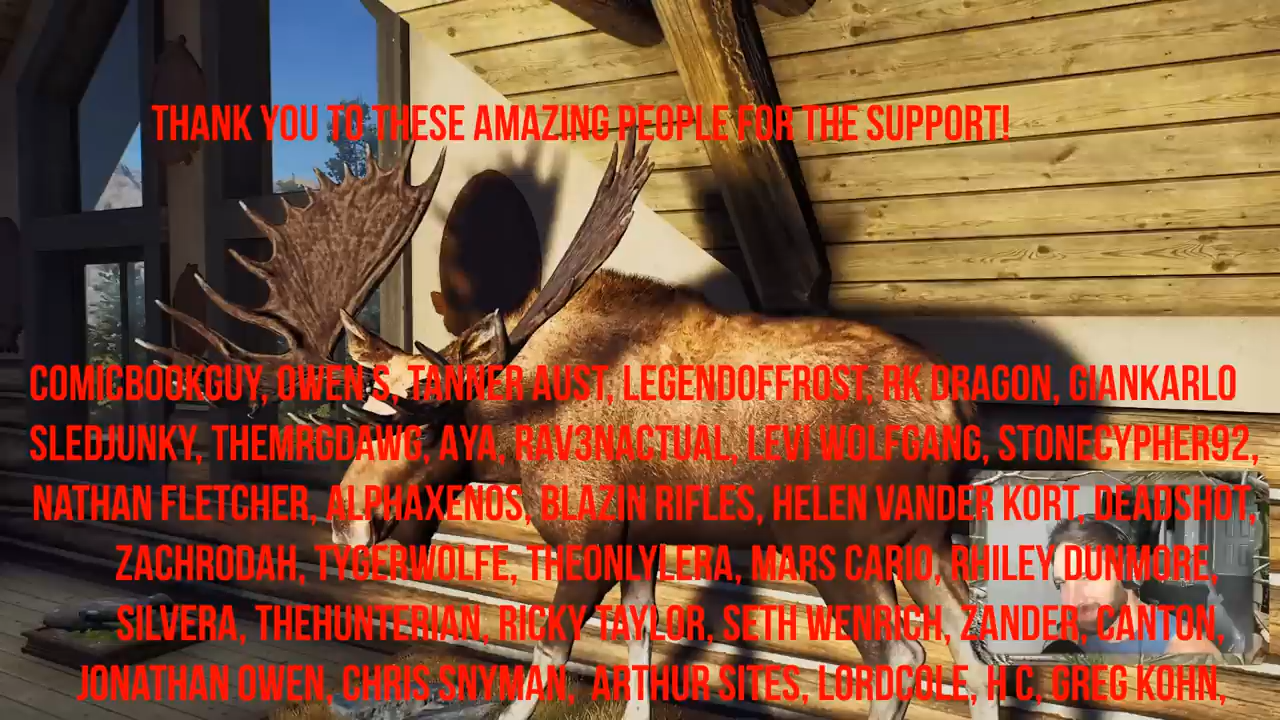 THANK YOU TO THESE AMAZING PEOPLE FOR THE SUPPORT!
COMICBOOKGUY, OWEN S, TANNER AUST, LEGENDOFFROST, RK DRAGON, GIANKARLO
SLEDJUNKY, THEMRGDAWG, AYA, RAV3NACTUAL, LEVI WOLFGANG, STONECYPHER92,
NATHAN FLETCHER, ALPHAXENOS, BLAZIN RIFLES, HELEN VANDER KORT, DEADSHOT,
ZACHRODAH, TYGERWOLFE, THEONLYLERA, MARS CARIO, RHILEY DUNMORE,
SILVERA, THEHUNTERIAN, RICKY TAYLOR, SETH WENRICH, ZANDER, CANTON,
JONATHAN OWEN, CHRIS SNYMAN, ARTHUR SITES, LORDCOLE, H C, GREG KOHN,